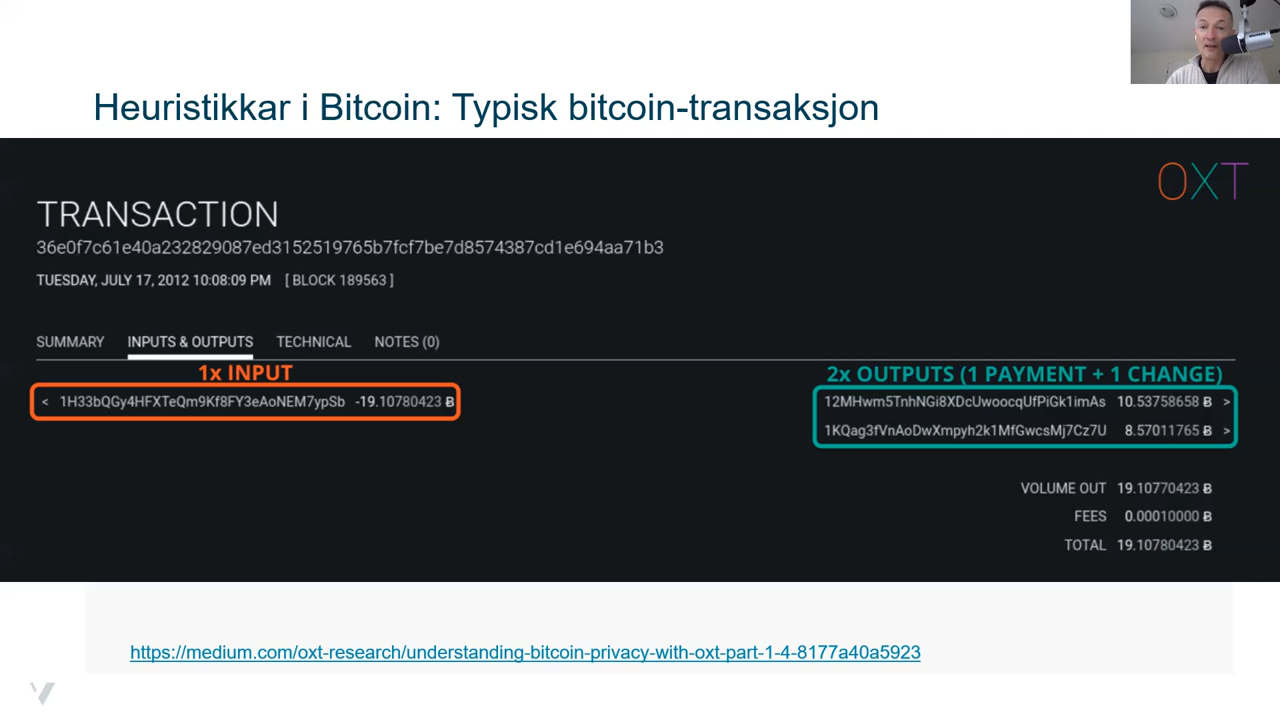 Heuristikkar i Bitcoin: Typisk bitcoin-transaksjon
OXT
TRANSACTION
36e0f7c61e40a232829087ed3152519765b7fcf7be7d8574387cd1e694aa71b3
TUESDAY, JULY 17, 2012 10:08:09 PM [ BLOCK 189563 ]
SUMMARY INPUTS & OUTPUTS TECHNICAL NOTES (0)
1x INPUT
< 1H33bQGy4HFXTeQm9Kf8FY3eAoNEM7ypSb -19.10780423 Ƀ
2x OUTPUTS (1 PAYMENT + 1 CHANGE)
12MHwm5TnhNGi8XDcUwoocqUfPiGk1imAs 10.53758658 Ƀ >
1KQag3fVnAoDwXmpyh2k1MfGwcsMj7Cz7U 8.57011765 Ƀ >
VOLUME OUT 19.10770423 Ƀ
FEES 0.00010000 Ƀ
TOTAL 19.10780423 Ƀ
https://medium.com/oxt-research/understanding-bitcoin-privacy-with-oxt-part-1-4-8177a40a5923